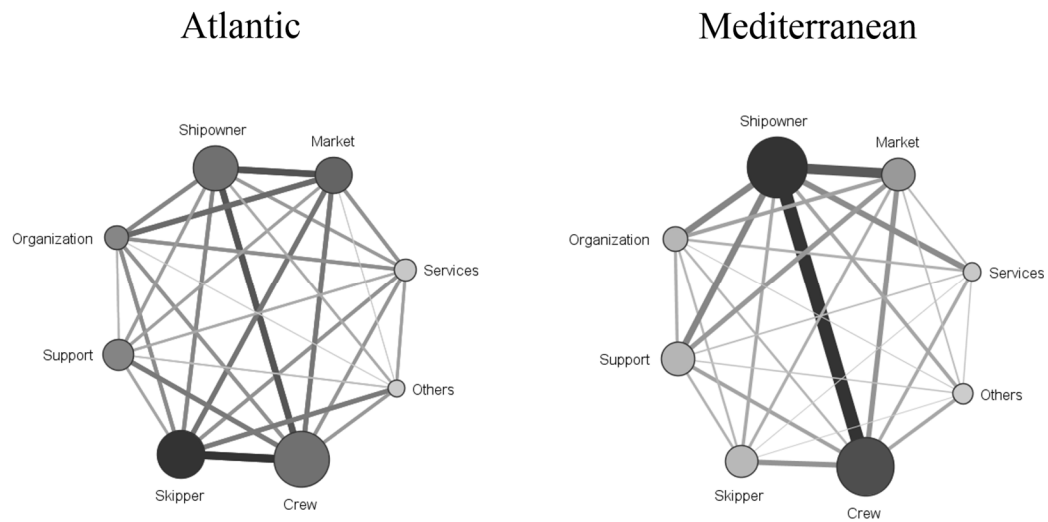 Atlantic
Mediterranean
Shipowner
Market
Organization
Services
Support
Others
Skipper
Crew
Shipowner
Market
Organization
Services
Support
Others
Skipper
Crew